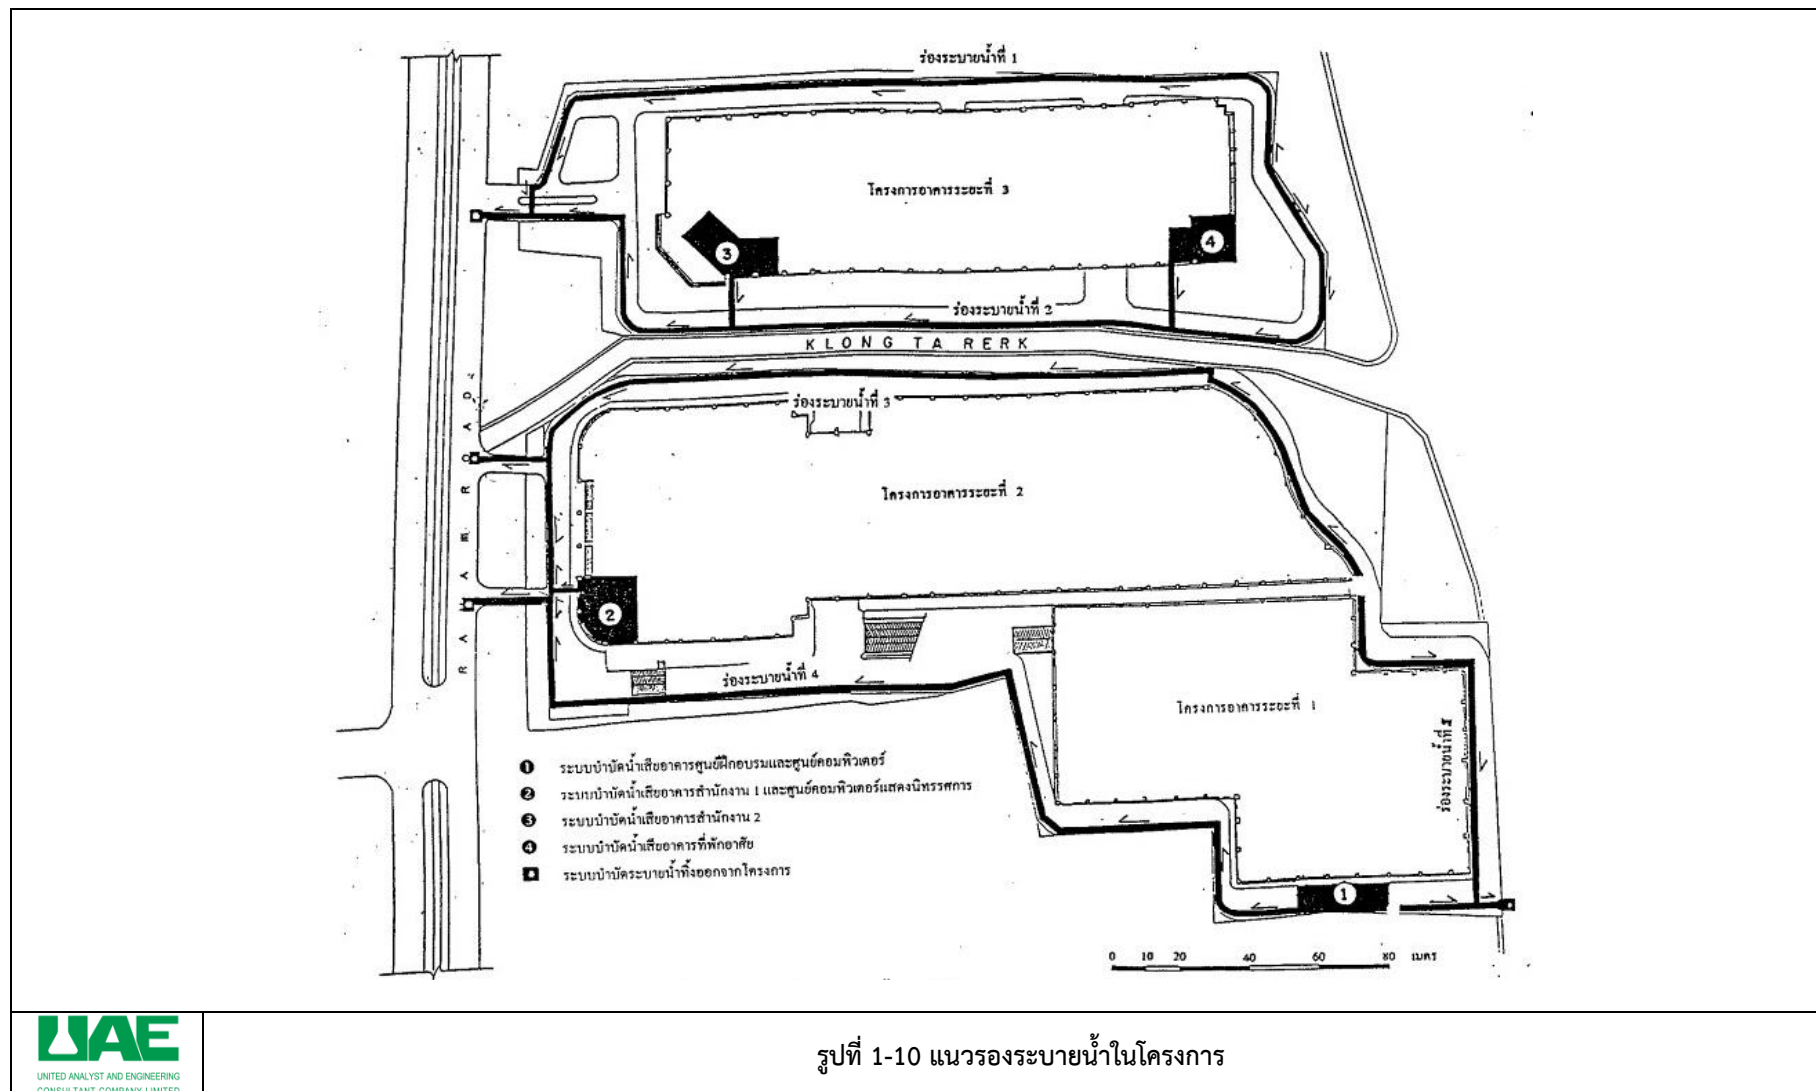 ร่องระบายน้ำที่ 1
โครงการอาคารระยะที่ 3
3
4
ร่องระบายน้ำที่ 2
KLONG TA RERK
ร่องระบายน้ำที่ 3
RAMA ROAD
โครงการอาคารระยะที่ 2
2
ร่องระบายน้ำที่ 4
โครงการอาคารระยะที่ 1
ร่องระบายน้ำที่ 5
1
1 ระบบบำบัดน้ำเสียอาคารศูนย์ฝึกอบรมและศูนย์คอมพิวเตอร์
2 ระบบบำบัดน้ำเสียอาคารสำนักงาน 1 และศูนย์คอมพิวเตอร์แสดงนิทรรศการ
3 ระบบบำบัดน้ำเสียอาคารสำนักงาน 2
4 ระบบบำบัดน้ำเสียอาคารที่พักอาศัย
ระบบบำบัดระบายน้ำทิ้งออกจากโครงการ
0 10 20 40 60 80 เมตร
UAE
UNITED ANALYST AND ENGINEERING
CONSULTANT COMPANY LIMITED
รูปที่ 1-10 แนวรองระบายน้ำในโครงการ